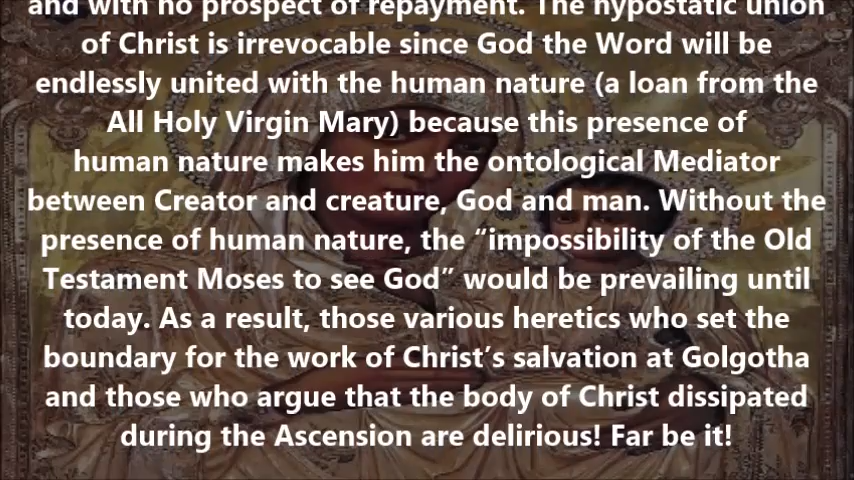 and with no prospect of repayment. The hypostatic union
of Christ is irrevocable since God the Word will be
endlessly united with the human nature (a loan from the
All Holy Virgin Mary) because this presence of
human nature makes him the ontological Mediator
between Creator and creature, God and man. Without the
presence of human nature, the “impossibility of the Old
Testament Moses to see God” would be prevailing until
today. As a result, those various heretics who set the
boundary for the work of Christ’s salvation at Golgotha
and those who argue that the body of Christ dissipated
during the Ascension are delirious! Far be it!